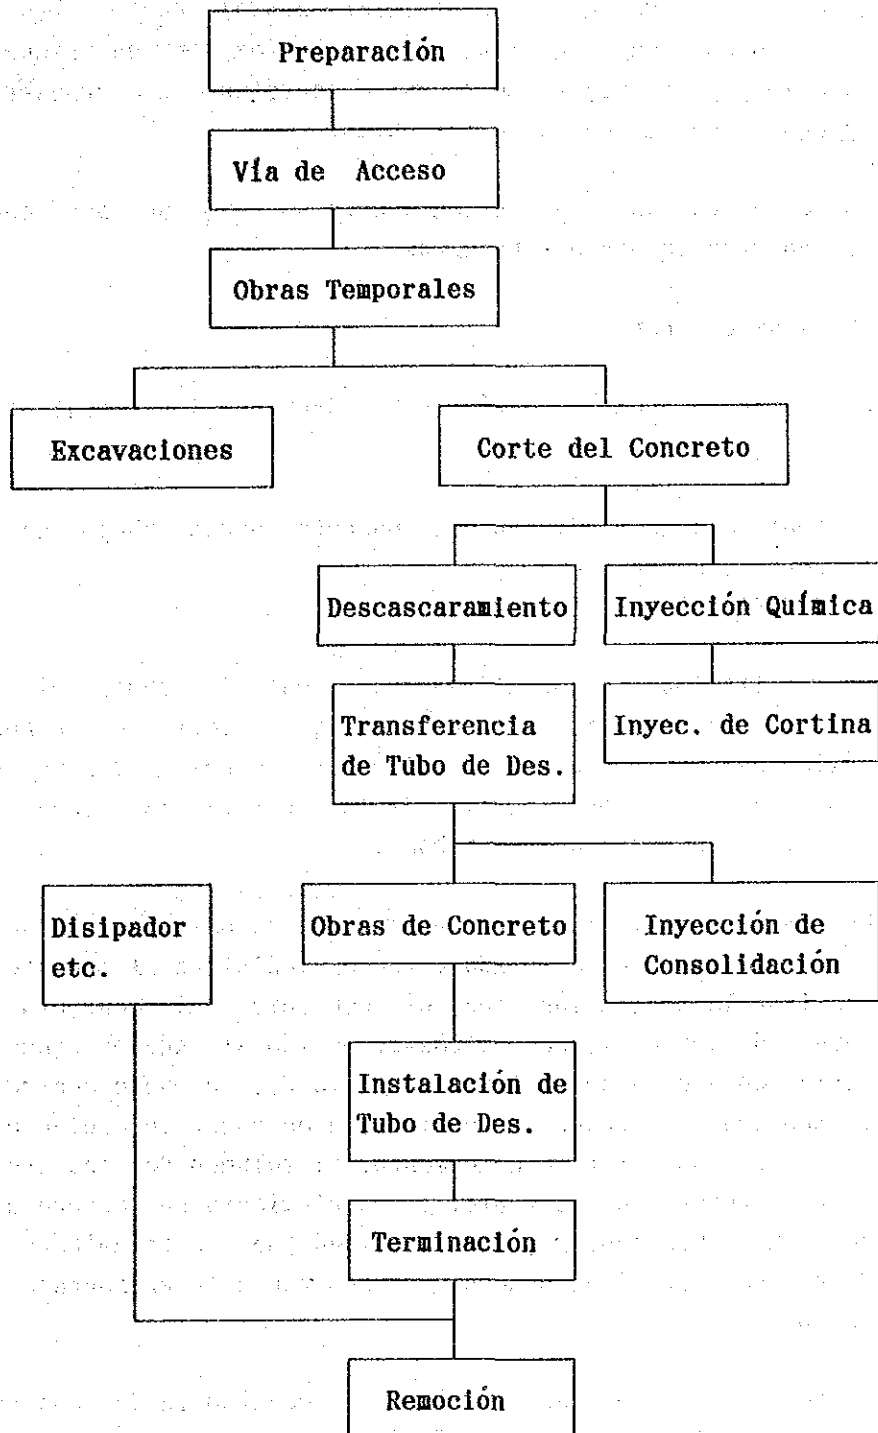 Preparación
Vía de Acceso
Obras Temporales
Excavaciones
Corte del Concreto
Descascaramiento
Inyección Química
Transferencia
de Tubo de Des.
Inyec. de Cortina
Disipador
etc.
Obras de Concreto
Inyección de
Consolidación
Instalación de
Tubo de Des.
Terminación
Remoción